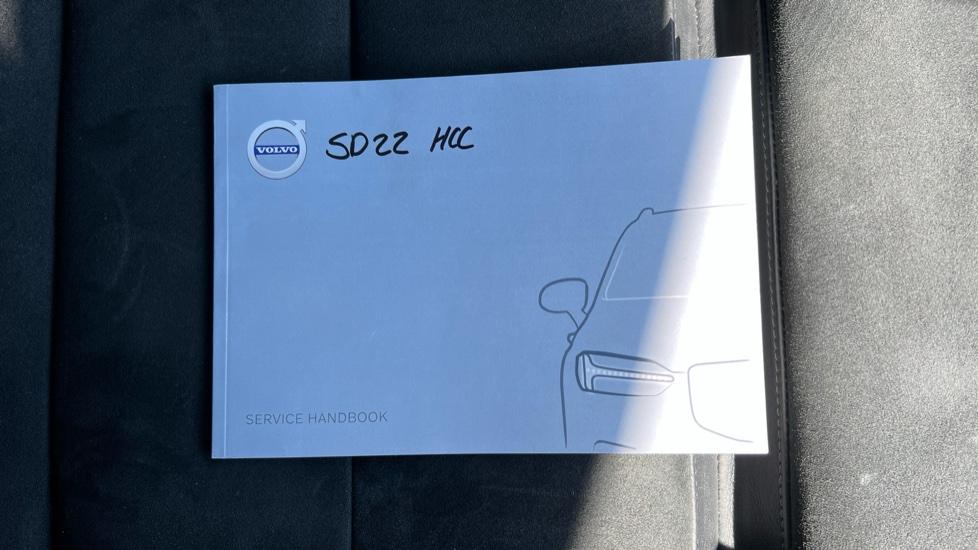 VOLVO
SD22 HCC
SERVICE HANDBOOK